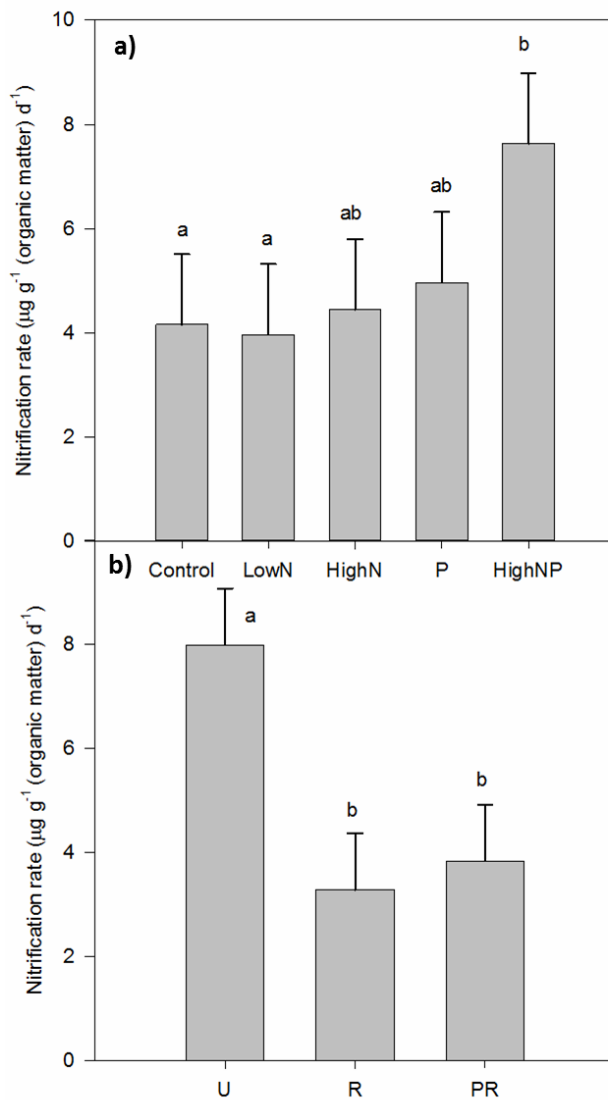 a)
Nitrification rate (µg g⁻¹ (organic matter) d⁻¹)
10
8
6
4
2
0
a
a
ab
ab
b
Control LowN HighN P HighNP
b)
Nitrification rate (µg g⁻¹ (organic matter) d⁻¹)
8
6
4
2
0
a
b
b
U R PR